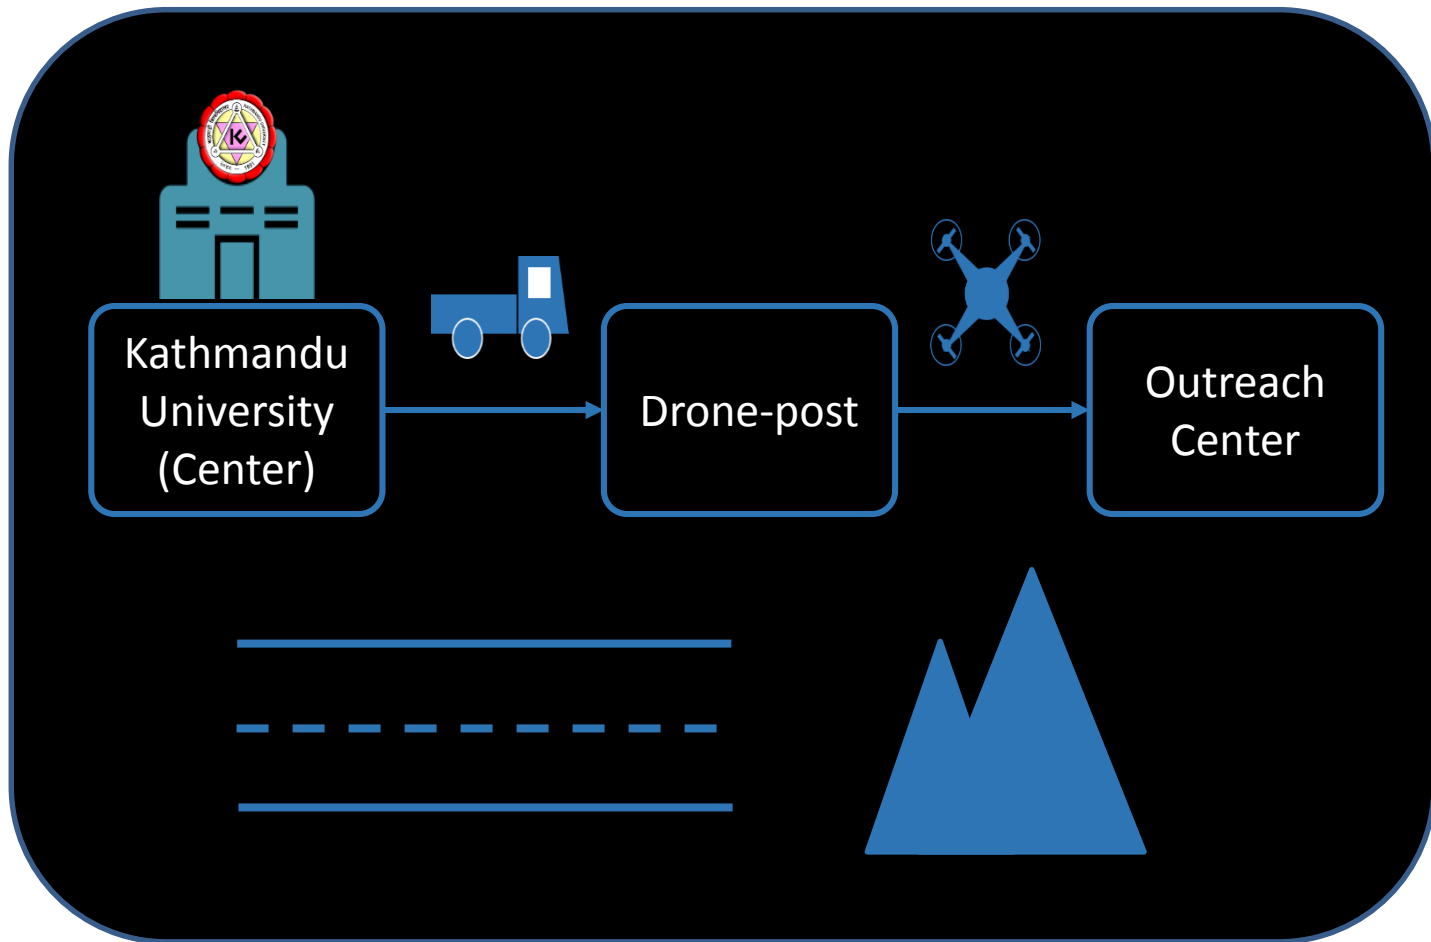 Kathmandu
University
(Center)
Drone-post
Outreach
Center